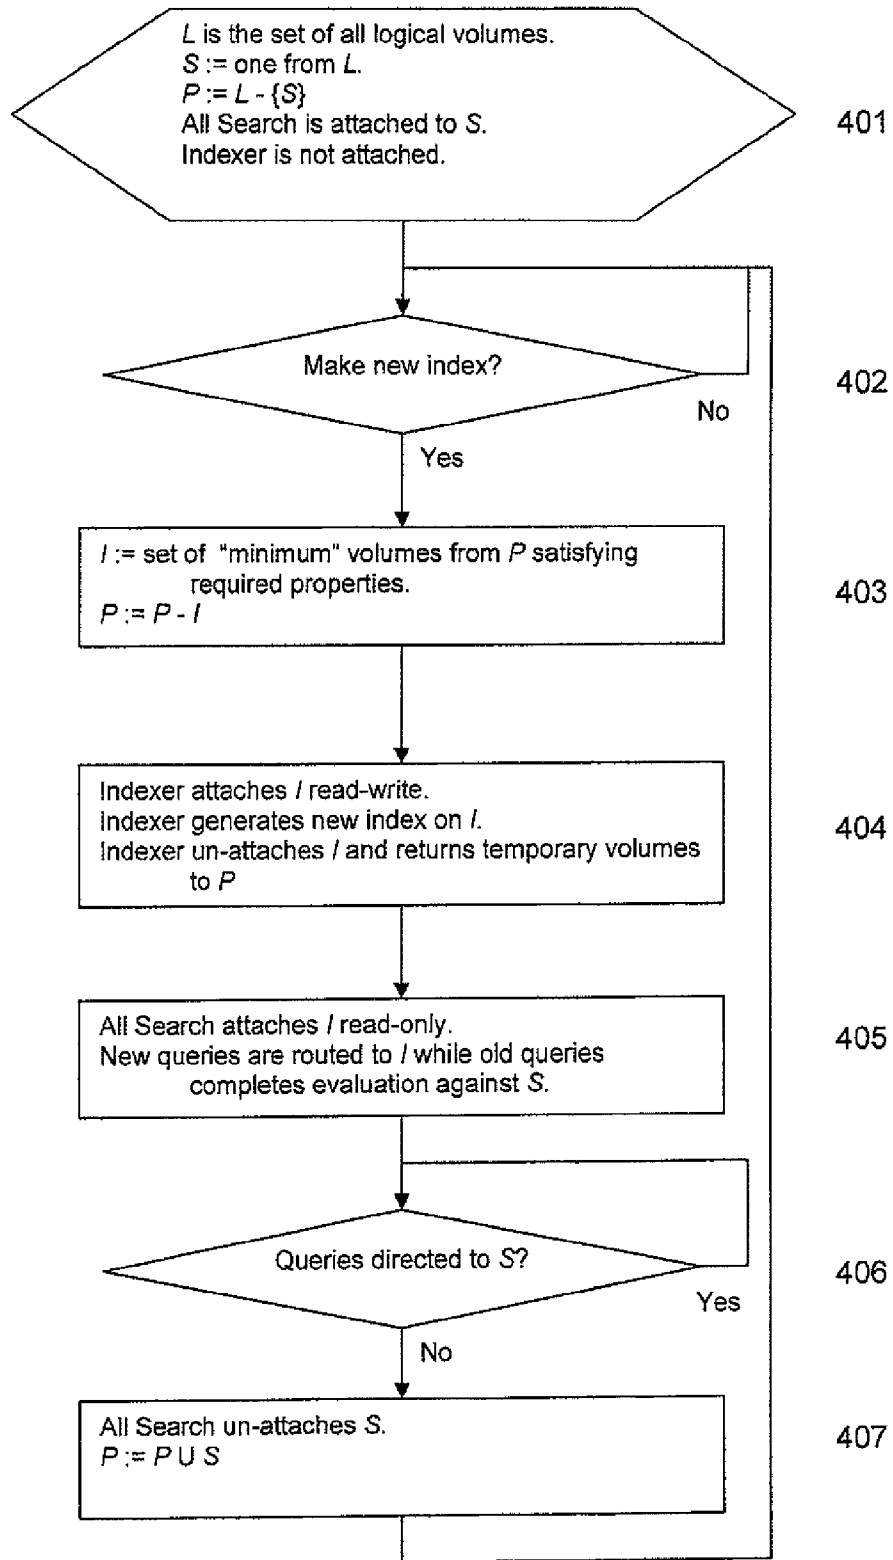 L is the set of all logical volumes.
S := one from L.
P := L - {S}
All Search is attached to S.
Indexer is not attached.
401
Make new index?
402
No
Yes
I := set of "minimum" volumes from P satisfying
required properties.
P := P - I
403
Indexer attaches I read-write.
Indexer generates new index on I.
Indexer un-attaches I and returns temporary volumes
to P
404
All Search attaches I read-only.
New queries are routed to I while old queries
completes evaluation against S.
405
Queries directed to S?
406
Yes
No
All Search un-attaches S.
P := P U S
407